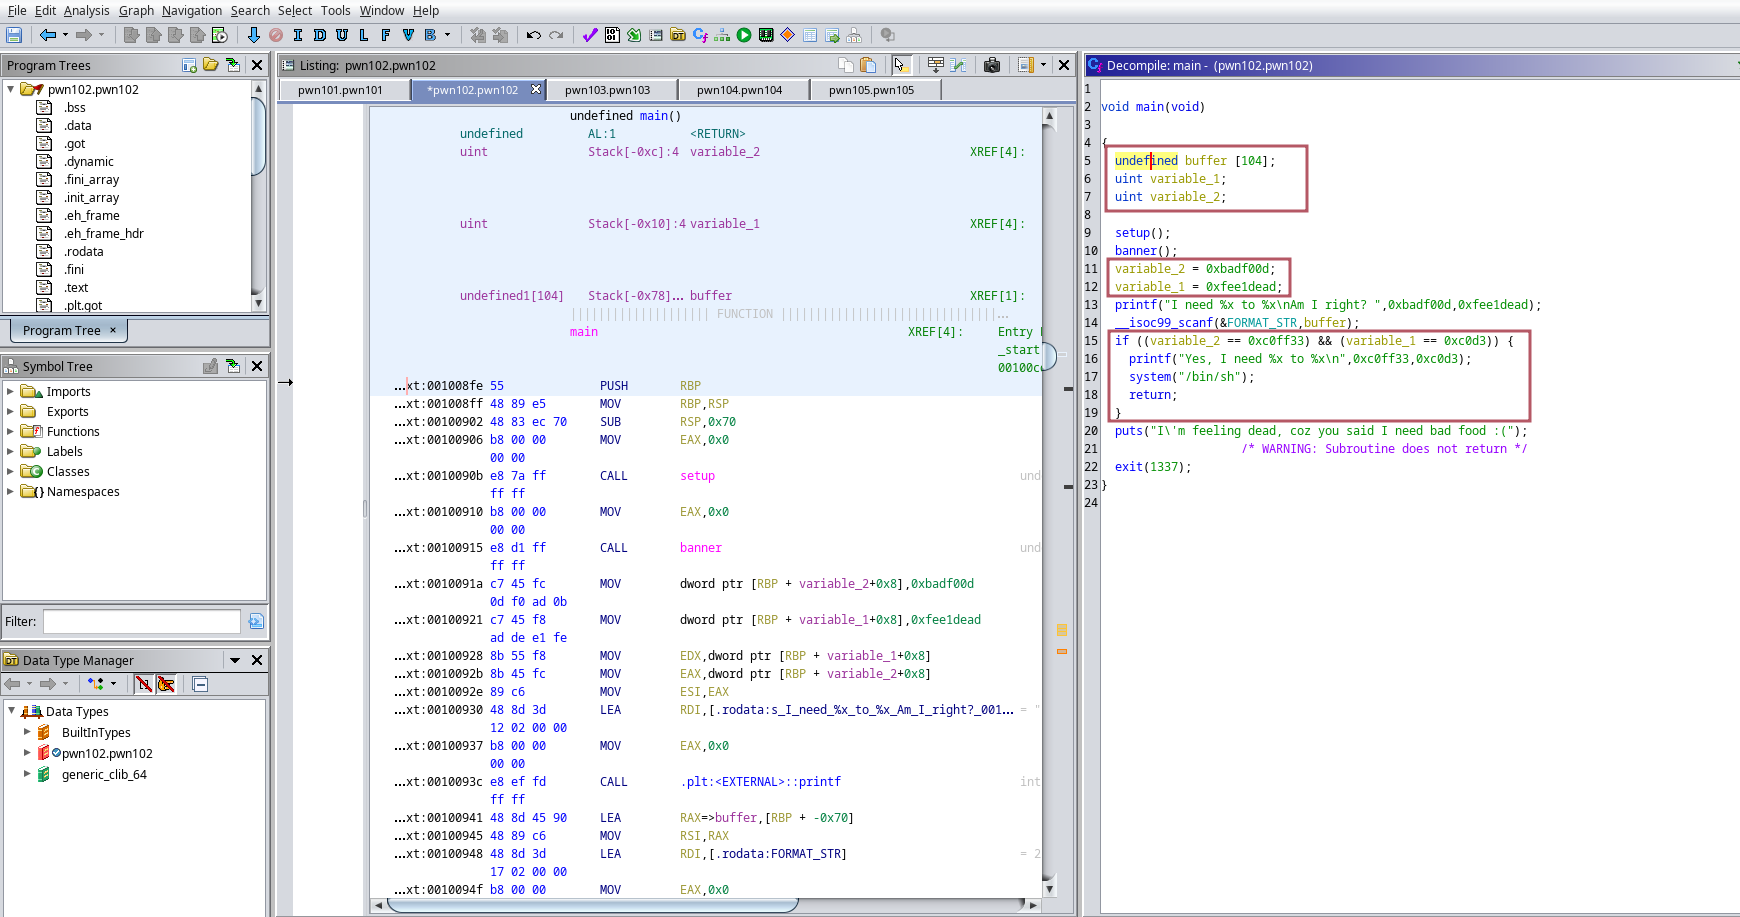 File Edit Analysis Graph Navigation Search Select Tools Window Help
I D U L F V B
Program Trees
pwn102.pwn102
.bss
.data
.got
.dynamic
.fini_array
.init_array
.eh_frame
.eh_frame_hdr
.rodata
.fini
.text
.plt.got
Program Tree ×
Symbol Tree
Imports
Exports
Functions
Labels
Classes
Namespaces
Filter:
Data Type Manager
Data Types
BuiltInTypes
pwn102.pwn102
generic_clib_64
Listing: pwn102.pwn102
pwn101.pwn101 *pwn102.pwn102 pwn103.pwn103 pwn104.pwn104 pwn105.pwn105
undefined main()
undefined AL:1 <RETURN>
uint Stack[-0xc]:4 variable_2 XREF[4]:
uint Stack[-0x10]:4 variable_1 XREF[4]:
undefined1[104] Stack[-0x78]... buffer XREF[1]:
||||||||||||||||||| FUNCTION ||||||||||||||||||||||||||||||...
main XREF[4]: Entry
_start
00100c
...xt:001008fe 55 PUSH RBP
...xt:001008ff 48 89 e5 MOV RBP,RSP
...xt:00100902 48 83 ec 70 SUB RSP,0x70
...xt:00100906 b8 00 00 MOV EAX,0x0
00 00
...xt:0010090b e8 7a ff CALL setup und
ff ff
...xt:00100910 b8 00 00 MOV EAX,0x0
00 00
...xt:00100915 e8 d1 ff CALL banner und
ff ff
...xt:0010091a c7 45 fc MOV dword ptr [RBP + variable_2+0x8],0xbadf00d
0d f0 ad 0b
...xt:00100921 c7 45 f8 MOV dword ptr [RBP + variable_1+0x8],0xfee1dead
ad de e1 fe
...xt:00100928 8b 55 f8 MOV EDX,dword ptr [RBP + variable_1+0x8]
...xt:0010092b 8b 45 fc MOV EAX,dword ptr [RBP + variable_2+0x8]
...xt:0010092e 89 c6 MOV ESI,EAX
...xt:00100930 48 8d 3d LEA RDI,[.rodata:s_I_need_%x_to_%x_Am_I_right?_001... = "
12 02 00 00
...xt:00100937 b8 00 00 MOV EAX,0x0
00 00
...xt:0010093c e8 ef fd CALL .plt:<EXTERNAL>::printf int
ff ff
...xt:00100941 48 8d 45 90 LEA RAX=>buffer,[RBP + -0x70]
...xt:00100945 48 89 c6 MOV RSI,RAX
...xt:00100948 48 8d 3d LEA RDI,[.rodata:FORMAT_STR] = 2
17 02 00 00
...xt:0010094f b8 00 00 MOV EAX,0x0
Decompile: main - (pwn102.pwn102)
1
2 void main(void)
3
4 {
5 undefined buffer [104];
6 uint variable_1;
7 uint variable_2;
8
9 setup();
10 banner();
11 variable_2 = 0xbadf00d;
12 variable_1 = 0xfee1dead;
13 printf("I need %x to %x\nAm I right? ",0xbadf00d,0xfee1dead);
14 __isoc99_scanf(&FORMAT_STR,buffer);
15 if ((variable_2 == 0xc0ff33) && (variable_1 == 0xc0d3)) {
16 printf("Yes, I need %x to %x\n",0xc0ff33,0xc0d3);
17 system("/bin/sh");
18 return;
19 }
20 puts("I\'m feeling dead, coz you said I need bad food :(");
21 /* WARNING: Subroutine does not return */
22 exit(1337);
23 }
24